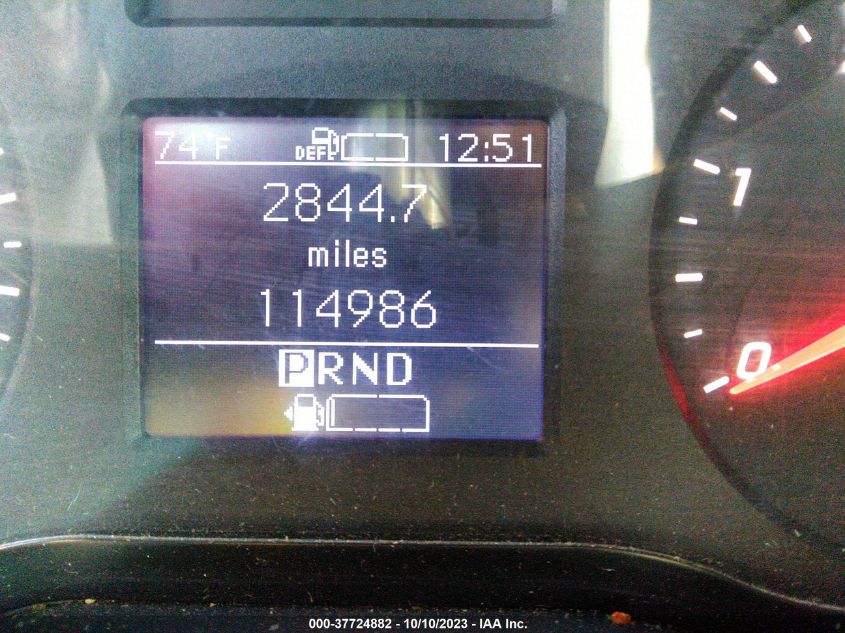 74 F DEF 12:51
2844.7
miles
114986
PRND
1
0
000-37724882 - 10/10/2023 - IAA Inc.